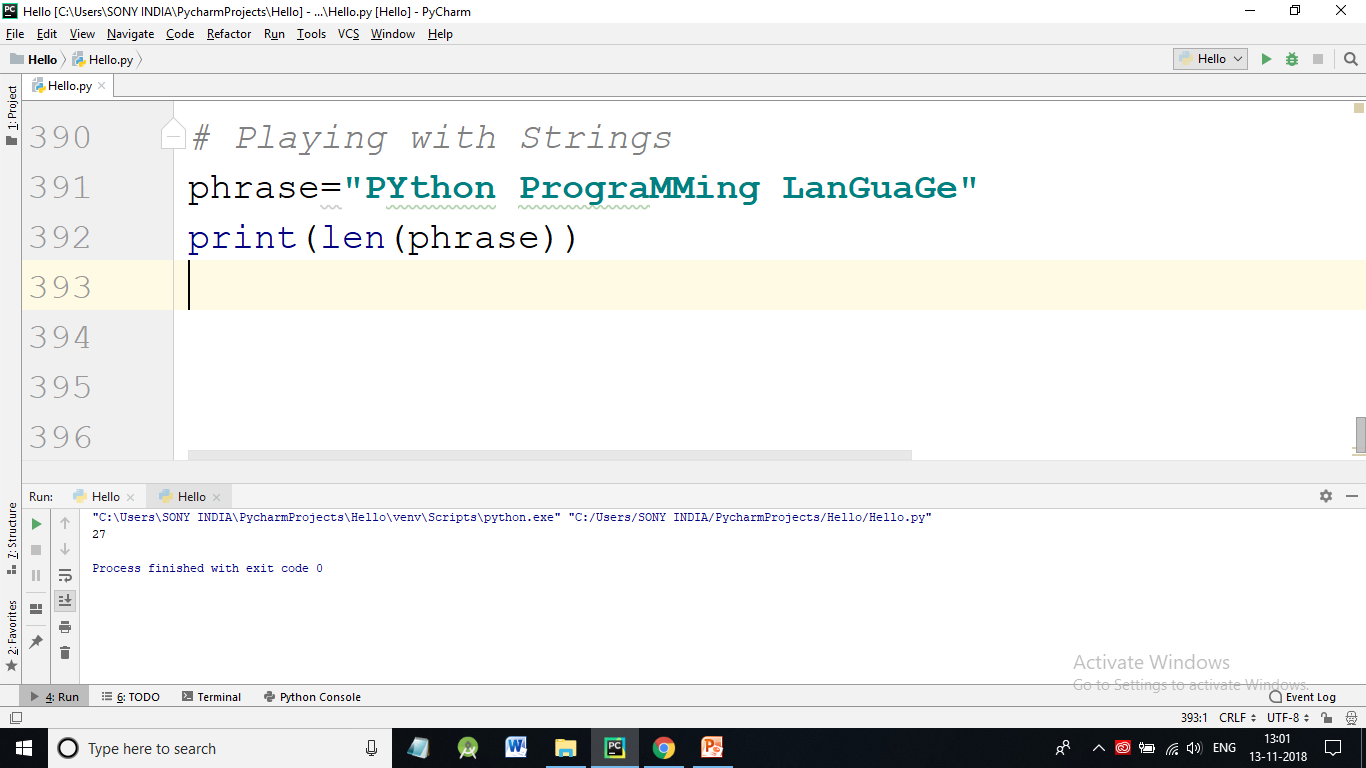 Hello [C:\Users\SONY INDIA\PycharmProjects\Hello] - ...\Hello.py [Hello] - PyCharm
File Edit View Navigate Code Refactor Run Tools VCS Window Help
Hello Hello.py Hello
1: Project
Hello.py
390 # Playing with Strings
391 phrase="PYthon PrograMMing LanGuaGe"
392 print(len(phrase))
393
394
395
396
Run: Hello Hello
7: Structure
2: Favorites
"C:\Users\SONY INDIA\PycharmProjects\Hello\venv\Scripts\python.exe" "C:/Users/SONY INDIA/PycharmProjects/Hello/Hello.py"
27
Process finished with exit code 0
Activate Windows
Go to Settings to activate Windows.
4: Run 6: TODO Terminal Python Console Event Log
393:1 CRLF UTF-8
Type here to search
ENG 13:01
13-11-2018